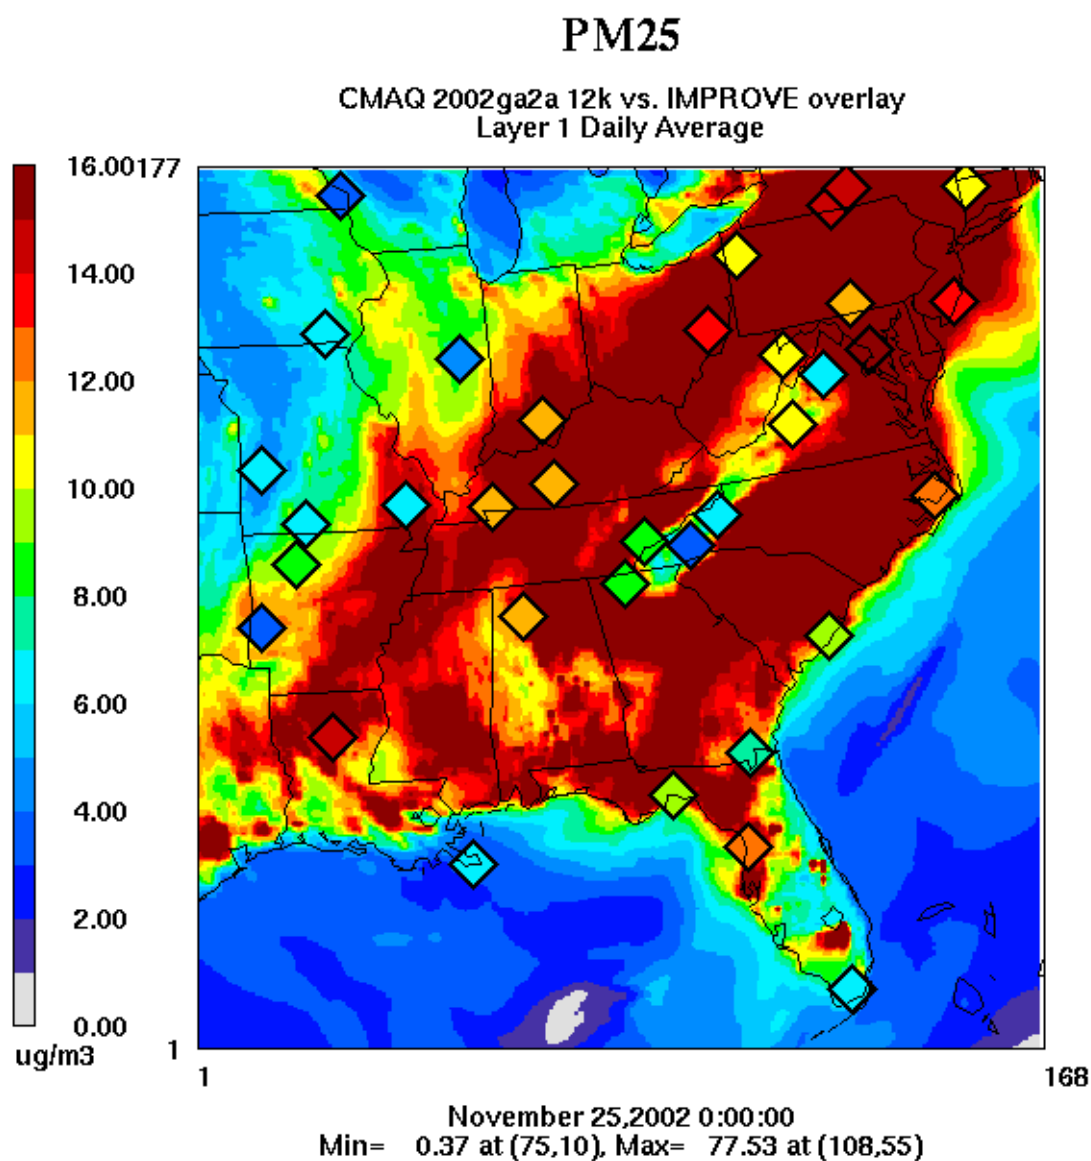 PM25
CMAQ 2002ga2a 12k vs. IMPROVE overlay
Layer 1 Daily Average
16.00
177
14.00
12.00
10.00
8.00
6.00
4.00
2.00
0.00
ug/m3
1
1
168
November 25,2002 0:00:00
Min= 0.37 at (75,10), Max= 77.53 at (108,55)